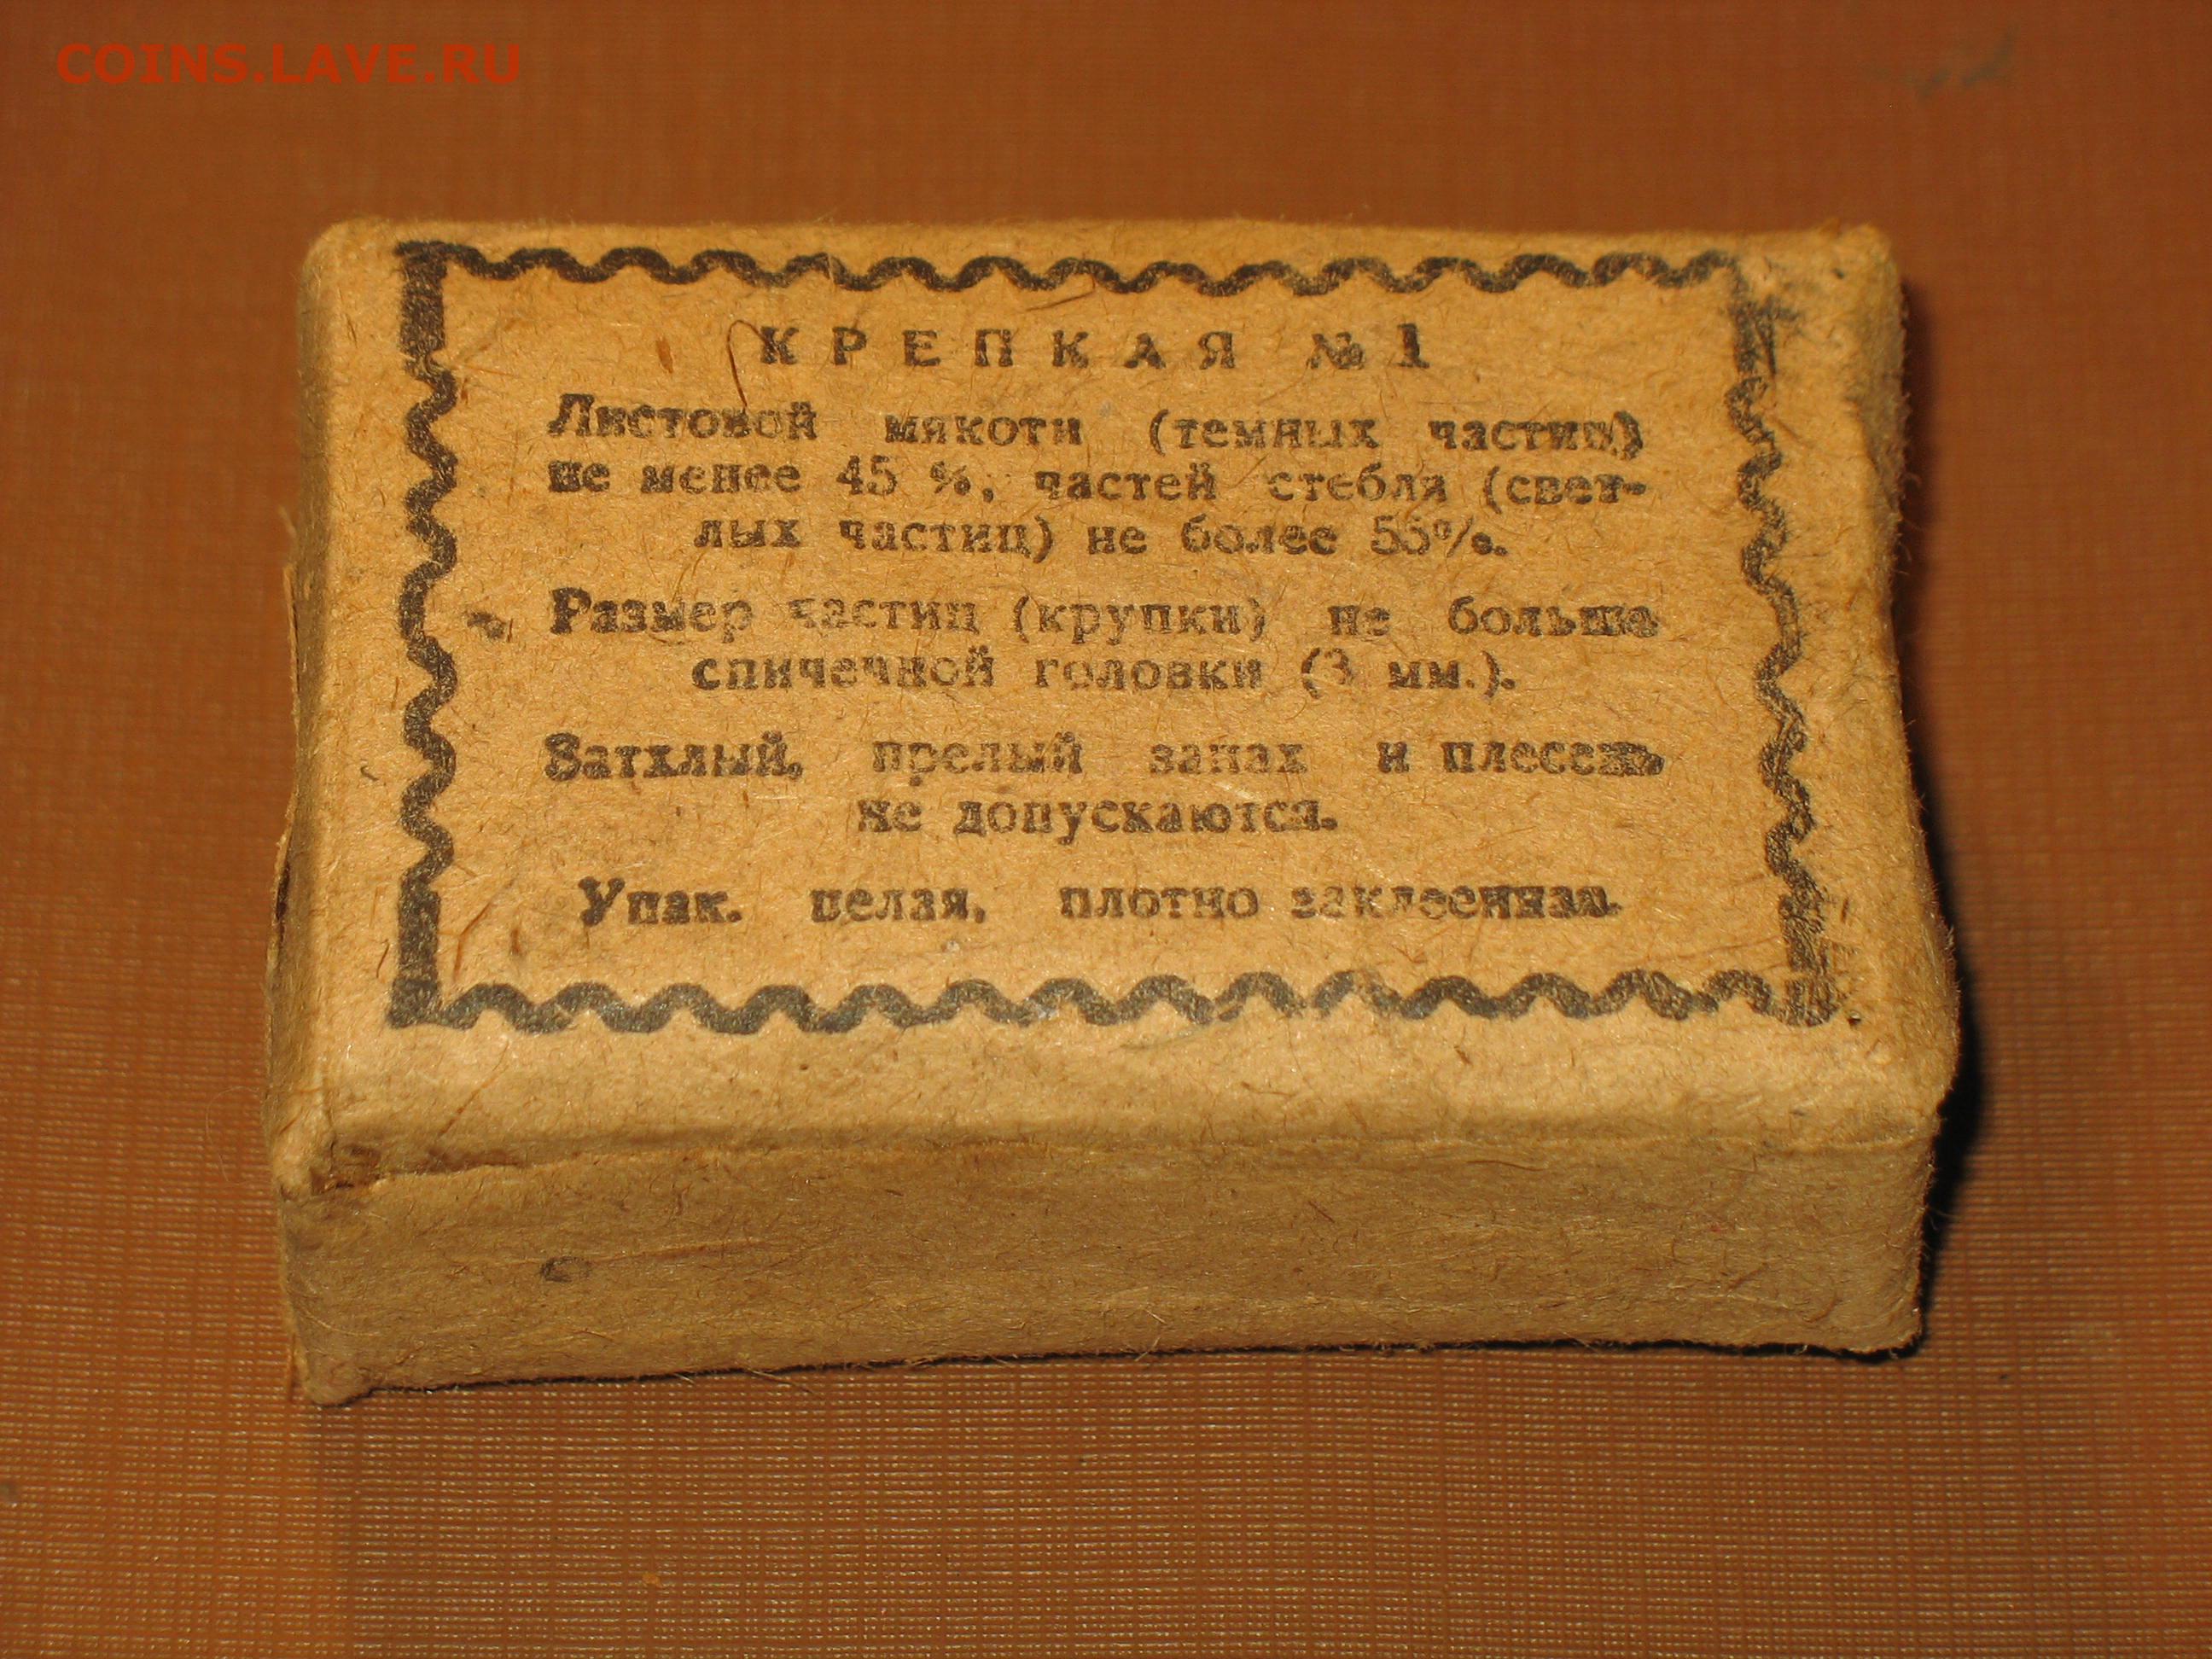 COINS.LAVE.RU
КРЕПКАЯ № 1
Листовой мякоти (темных частиц)
не менее 45 %, частей стебля (свет-
лых частиц) не более 55%.
Размер частиц (крупки) не больше
спичечной головки (3 мм.).
Затхлый, прелый запах и плесень
не допускаются.
Упак. целая, плотно заклеенная.